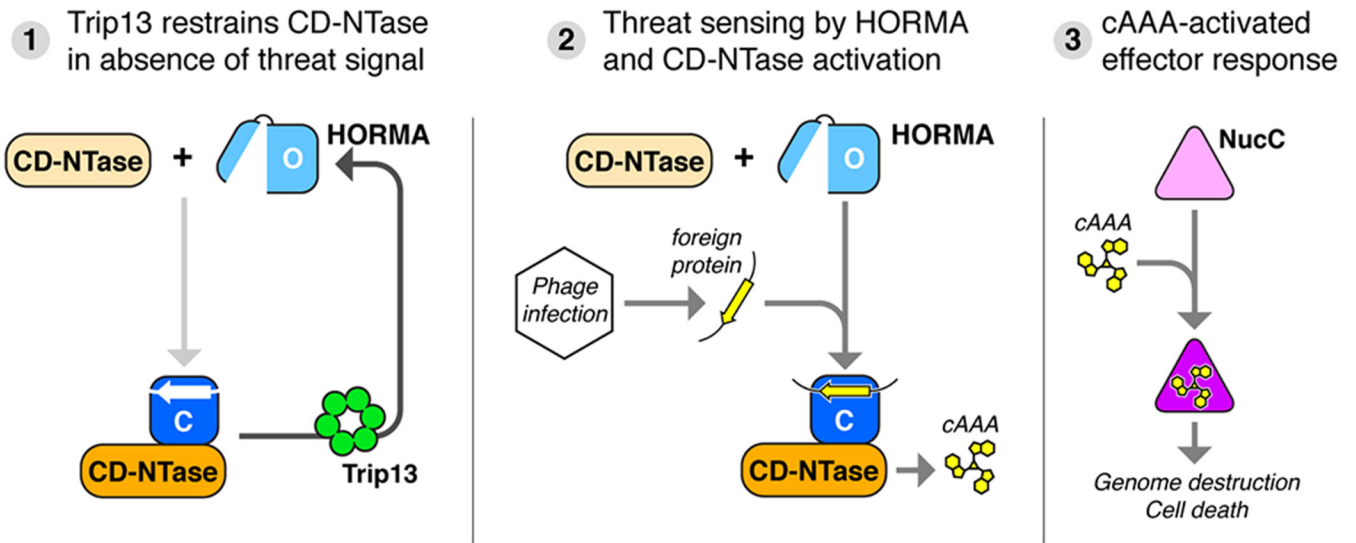 1
Trip13 restrains CD-NTase
in absence of threat signal
CD-NTase
+
O
HORMA
C
CD-NTase
Trip13
2
Threat sensing by HORMA
and CD-NTase activation
CD-NTase
+
O
HORMA
Phage
infection
foreign
protein
C
CD-NTase
cAAA
3
cAAA-activated
effector response
NucC
cAAA
Genome destruction
Cell death